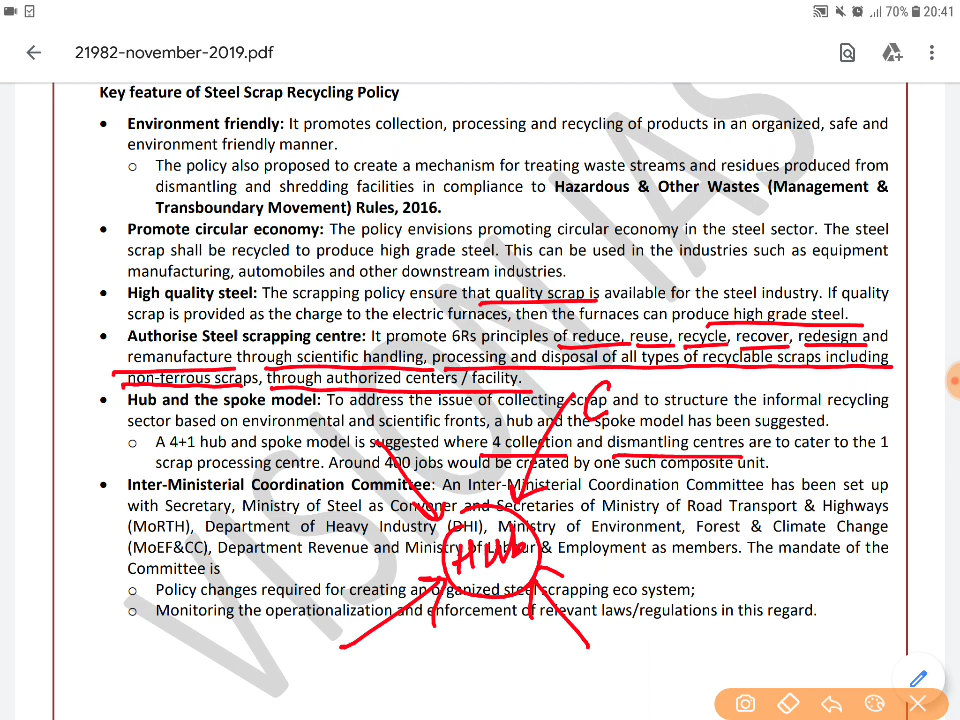 70% 20:41
21982-november-2019.pdf
Key feature of Steel Scrap Recycling Policy
• Environment friendly: It promotes collection, processing and recycling of products in an organized, safe and
environment friendly manner.
o The policy also proposed to create a mechanism for treating waste streams and residues produced from
dismantling and shredding facilities in compliance to Hazardous & Other Wastes (Management &
Transboundary Movement) Rules, 2016.
• Promote circular economy: The policy envisions promoting circular economy in the steel sector. The steel
scrap shall be recycled to produce high grade steel. This can be used in the industries such as equipment
manufacturing, automobiles and other downstream industries.
• High quality steel: The scrapping policy ensure that quality scrap is available for the steel industry. If quality
scrap is provided as the charge to the electric furnaces, then the furnaces can produce high grade steel.
• Authorise Steel scrapping centre: It promote 6Rs principles of reduce, reuse, recycle, recover, redesign and
remanufacture through scientific handling, processing and disposal of all types of recyclable scraps including
non-ferrous scraps, through authorized centers / facility.
• Hub and the spoke model: To address the issue of collecting scrap and to structure the informal recycling
sector based on environmental and scientific fronts, a hub and the spoke model has been suggested.
o A 4+1 hub and spoke model is suggested where 4 collection and dismantling centres are to cater to the 1
scrap processing centre. Around 400 jobs would be created by one such composite unit.
• Inter-Ministerial Coordination Committee: An Inter-Ministerial Coordination Committee has been set up
with Secretary, Ministry of Steel as Convener and Secretaries of Ministry of Road Transport & Highways
(MoRTH), Department of Heavy Industry (DHI), Ministry of Environment, Forest & Climate Change
(MoEF&CC), Department Revenue and Ministry of Labour & Employment as members. The mandate of the
Committee is
o Policy changes required for creating an organized steel scrapping eco system;
o Monitoring the operationalization and enforcement of relevant laws/regulations in this regard.
C
HUb
VISION IAS